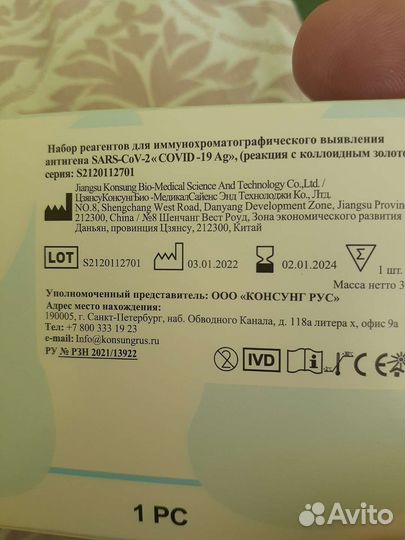 Набор реагентов для иммунохроматографического выявления
антигена SARS-CoV-2« COVID -19 Ag», (реакция с коллоидным золото
серия: S2120112701
Jiangsu Konsung Bio-Medical Science And Technology Co.,Ltd./
ЦзянсуКонсунгБио -МедикалСайенс Энд Технолоджи Ко., Лтд.
NO.8, Shengchang West Road, Danyang Development Zone, Jiangsu Provin
212300, China / №8 Шенчанг Вест Роуд, Зона экономического развития
Даньян, провинция Цзянсу, 212300, Китай
LOT S2120112701 03.01.2022 02.01.2024 Σ 1 шт.
Масса нетто 3
Уполномоченный представитель: ООО «КОНСУНГ РУС»
Адрес место нахождения:
190005, г. Санкт-Петербург, наб. Обводного Канала, д. 118а литера х, офис 9а
Тел: +7 800 333 19 23
e-mail: Info@konsungrus.ru
РУ № РЗН 2021/13922
2 IVD i CE
1 PC
Avito